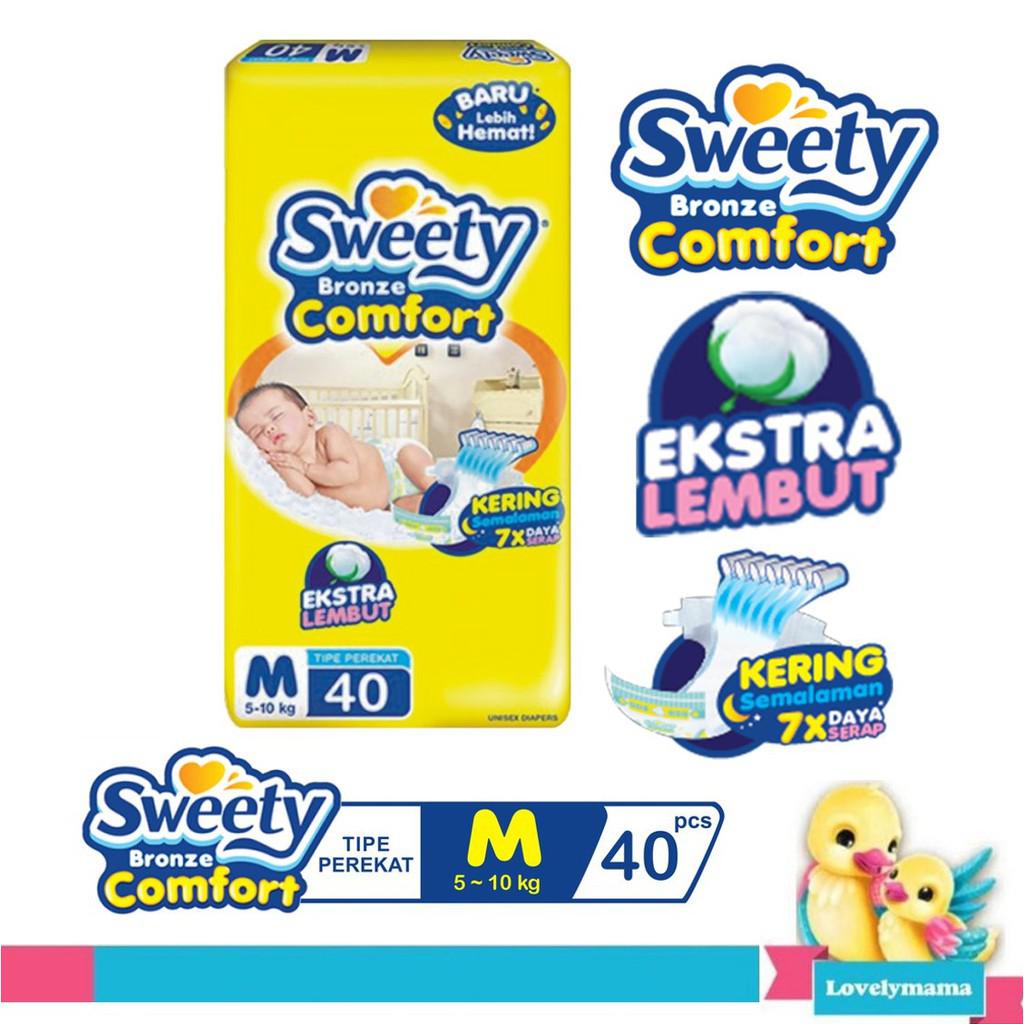 M
40
Sweety
BARU
Lebih
Hemat!
Sweety
Bronze
Comfort
KERING
Semalaman
7x DAYA SERAP
EKSTRA
LEMBUT
M
5-10 kg
TIPE PEREKAT
40
UNISEX DIAPERS
Sweety
Bronze
Comfort
EKSTRA
LEMBUT
KERING
Semalaman
7x DAYA SERAP
Sweety
Bronze
Comfort
TIPE
PEREKAT
M
5 ~ 10 kg
40 pcs
Lovelymama